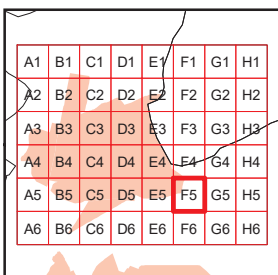 A1 B1 C1 D1 E1 F1 G1 H1
A2 B2 C2 D2 E2 F2 G2 H2
A3 B3 C3 D3 E3 F3 G3 H3
A4 B4 C4 D4 E4 F4 G4 H4
A5 B5 C5 D5 E5 F5 G5 H5
A6 B6 C6 D6 E6 F6 G6 H6